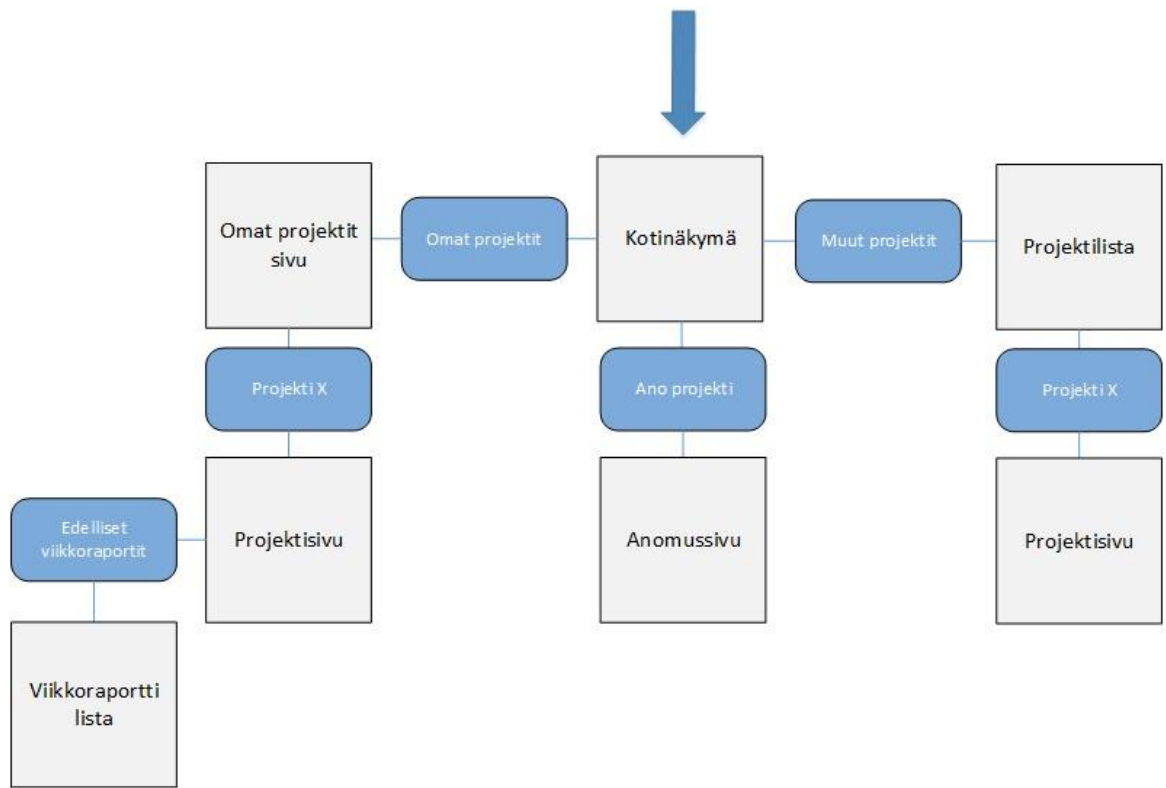 Omat projektit
sivu
Omat projektit
Kotinäkymä
Muut projektit
Projektilista
Projekti X
Ano projekti
Projekti X
Edelliset
viikkoraportit
Projektisivu
Anomussivu
Projektisivu
Viikkoraportti
lista